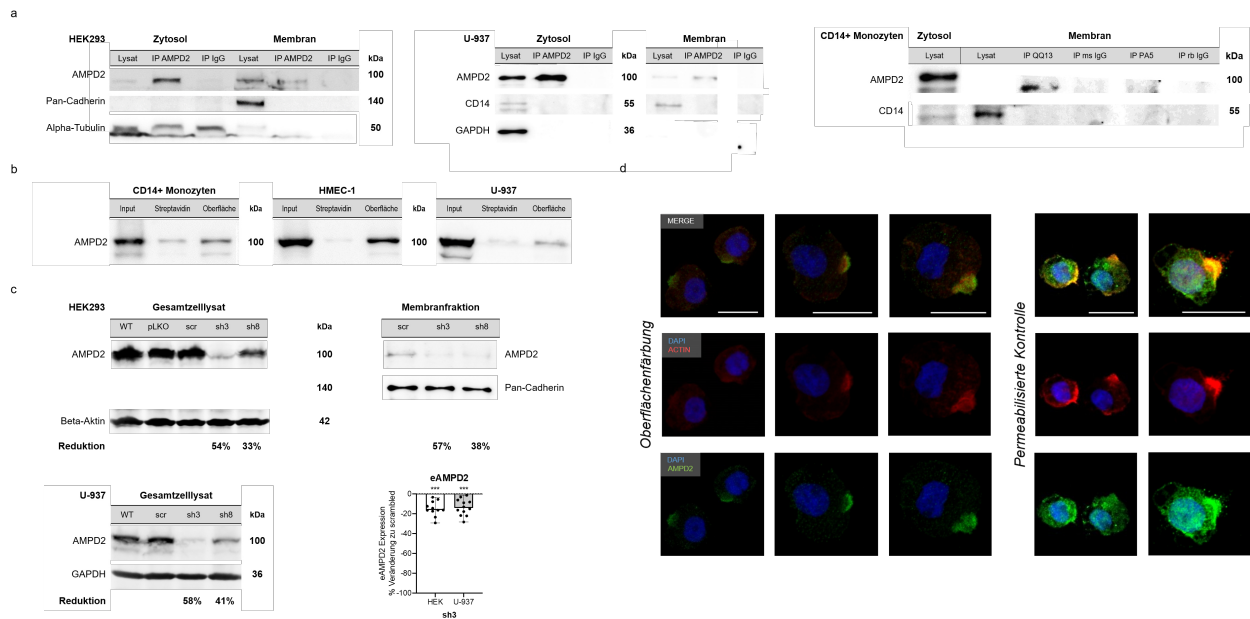 a
HEK293 Zytosol Membran
Lysat IP AMPD2 IP IgG Lysat IP AMPD2 IP IgG kDa
AMPD2 100
Pan-Cadherin 140
Alpha-Tubulin 50
U-937 Zytosol Membran
Lysat IP AMPD2 IP IgG kDa Lysat IP AMPD2 IP IgG
AMPD2 100
CD14 55
GAPDH 36
CD14+ Monozyten Zytosol Membran
Lysat Lysat IP QQ13 IP ms IgG IP PA5 IP rb IgG kDa
AMPD2 100
CD14 55
b
CD14+ Monozyten HMEC-1 U-937
Input Streptavidin Oberfläche kDa Input Streptavidin Oberfläche kDa Input Streptavidin Oberfläche
AMPD2 100 100
c
HEK293 Gesamtzelllysat Membranfraktion
WT pLKO scr sh3 sh8 kDa scr sh3 sh8
AMPD2 100 AMPD2
140 Pan-Cadherin
Beta-Aktin 42
Reduktion 54% 33% 57% 38%
U-937 Gesamtzelllysat
WT scr sh3 sh8 kDa
AMPD2 100
GAPDH 36
Reduktion 58% 41%
eAMPD2
*** ***
eAMPD2 Expression
% Veränderung zu scrambled
0
-20
-40
-60
-80
-100
HEK U-937
sh3
d
Oberflächenfärbung
MERGE
DAPI
ACTIN
DAPI
AMPD2
Permeabilisierte Kontrolle